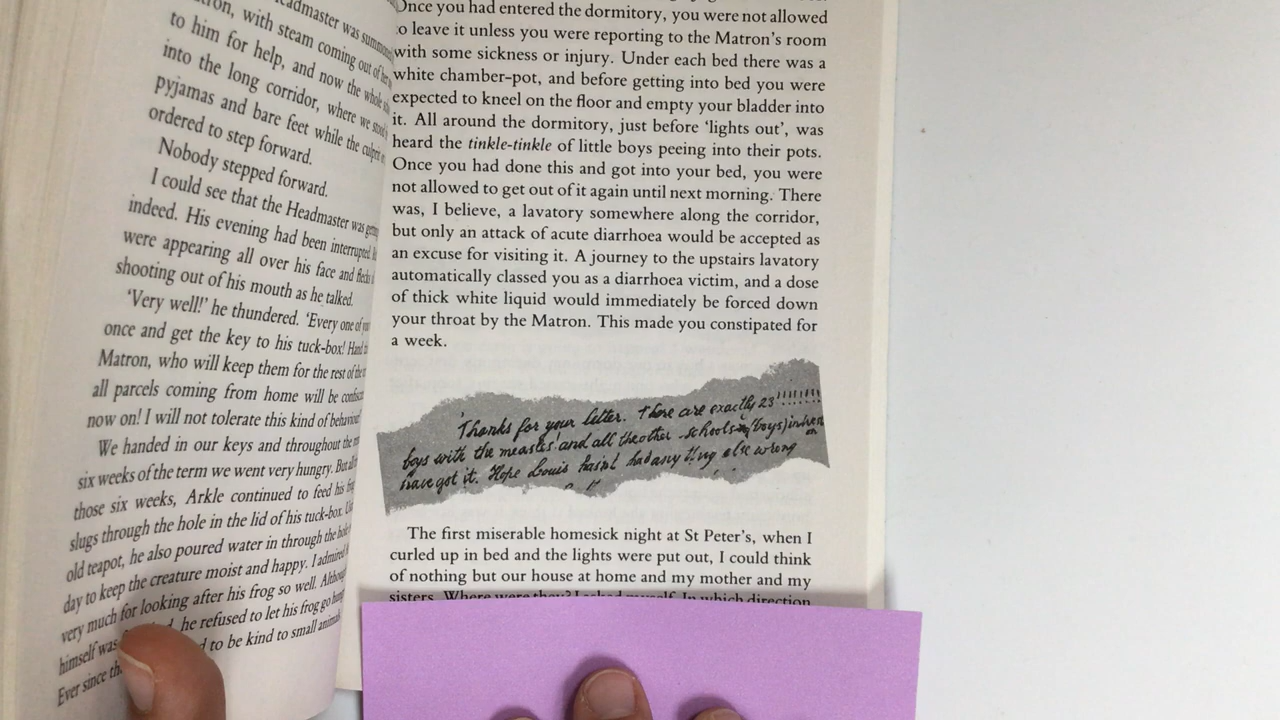 Headmaster was
with steam coming out of
to him for help, and now the whole
into the long corridor, where we stood
pyjamas and bare feet while the culprit
ordered to step forward.
Nobody stepped forward.
I could see that the Headmaster was
indeed. His evening had been interrupted.
were appearing all over his face and flecks
shooting out of his mouth as he talked.
‘Very well!’ he thundered. ‘Every one of
once and get the key to his tuck-box! Hand
Matron, who will keep them for the rest of the
all parcels coming from home will be
now on! I will not tolerate this kind of
We handed in our keys and throughout the
six weeks of the term we went very hungry. But
those six weeks, Arkle continued to feed his
slugs through the hole in the lid of his tuck-box.
old teapot, he also poured water in through the
day to keep the creature moist and happy. I admired
very much for looking after his frog so well.
himself was he refused to let his frog go
Ever since to be kind to small
Once you had entered the dormitory, you were not allowed
to leave it unless you were reporting to the Matron’s room
with some sickness or injury. Under each bed there was a
white chamber-pot, and before getting into bed you were
expected to kneel on the floor and empty your bladder into
it. All around the dormitory, just before ‘lights out’, was
heard the tinkle-tinkle of little boys peeing into their pots.
Once you had done this and got into your bed, you were
not allowed to get out of it again until next morning. There
was, I believe, a lavatory somewhere along the corridor,
but only an attack of acute diarrhoea would be accepted as
an excuse for visiting it. A journey to the upstairs lavatory
automatically classed you as a diarrhoea victim, and a dose
of thick white liquid would immediately be forced down
your throat by the Matron. This made you constipated for
a week.
Thanks for your letter. There are exactly 23!!!!!!!
boys with the measles and all the other schools (boys)
have got it. Hope Louis hasint had any thing else wrong
The first miserable homesick night at St Peter’s, when I
curled up in bed and the lights were put out, I could think
of nothing but our house at home and my mother and my
sisters. Where were they? I asked myself. In which direction